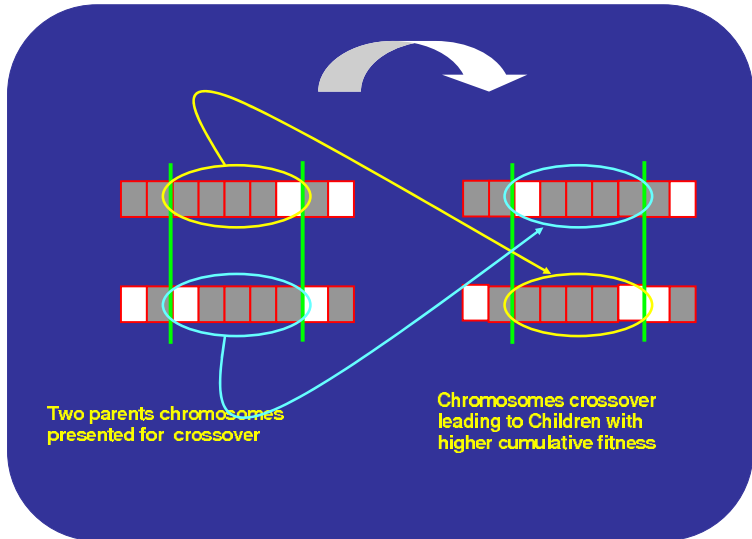 Two parents chromosomes
presented for crossover
Chromosomes crossover
leading to Children with
higher cumulative fitness